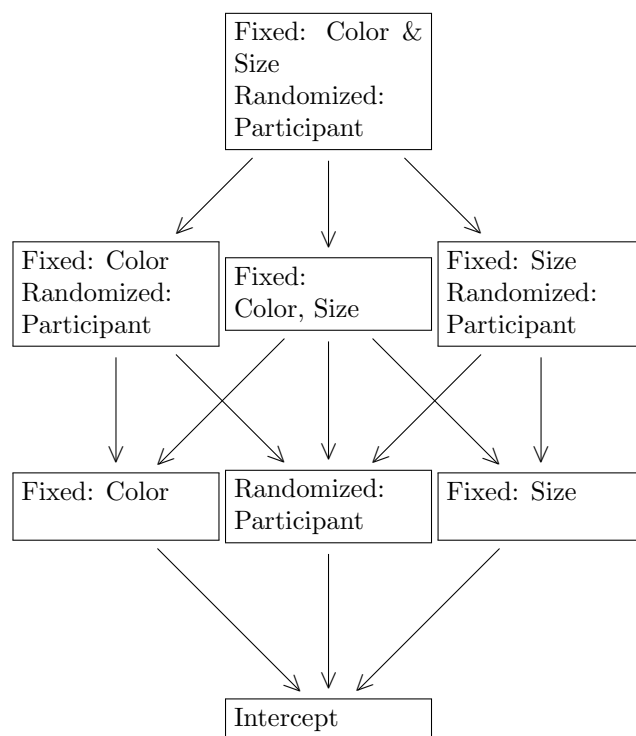 Fixed: Color &
Size
Randomized:
Participant
Fixed: Color
Randomized:
Participant
Fixed:
Color, Size
Fixed: Size
Randomized:
Participant
Fixed: Color
Randomized:
Participant
Fixed: Size
Intercept